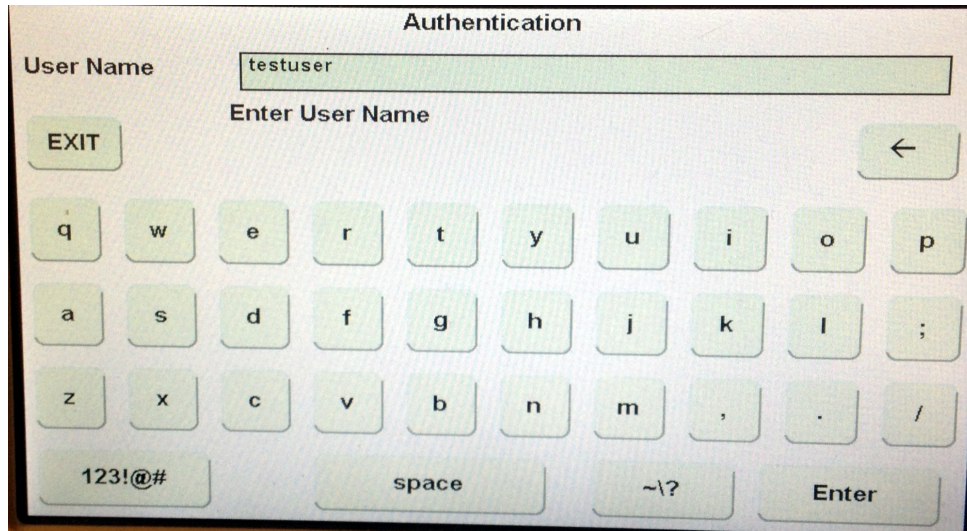 Authentication
User Name testuser
Enter User Name
EXIT ←
q w e r t y u i o p
a s d f g h j k l ;
z x c v b n m , . /
123!@# space ~\? Enter